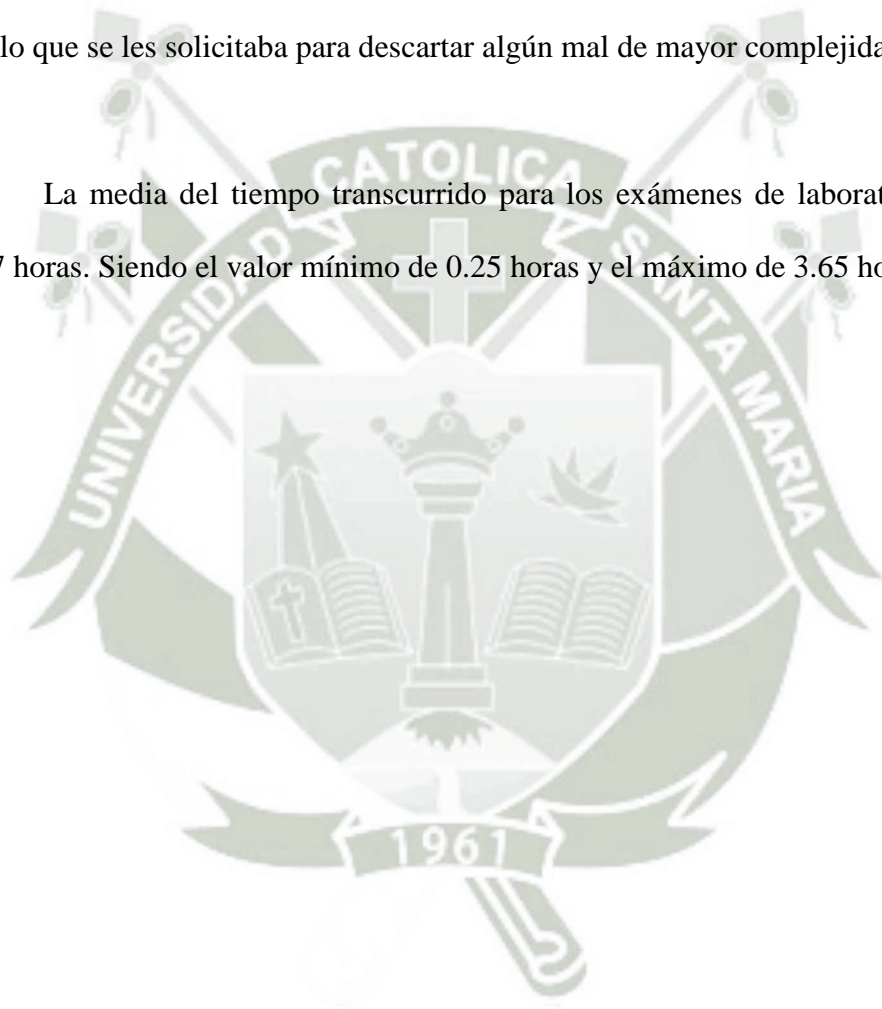 lo que se les solicitaba para descartar algún mal de mayor complejida
La media del tiempo transcurrido para los exámenes de laborat
7 horas. Siendo el valor mínimo de 0.25 horas y el máximo de 3.65 ho
UNIVERSIDAD CATOLICA SANTA MARIA
1961